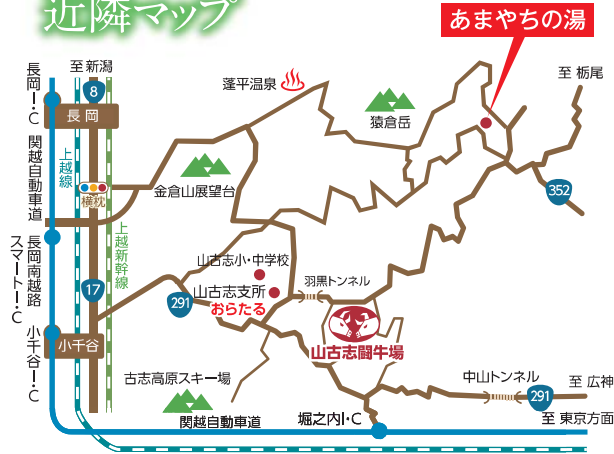 近隣マップ
あまやちの湯
至 新潟
8
長岡I・C
長岡
蓬平温泉
猿倉岳
至 栃尾
関越自動車道
上越線
横枕
金倉山展望台
352
上越新幹線
長岡南越路
スマートI・C
山古志小・中学校
山古志支所
おらたる
羽黒トンネル
17
291
小千谷I・C
小千谷
山古志闘牛場
古志高原スキー場
中山トンネル
291
至 広神
関越自動車道
堀之内I・C
至 東京方面